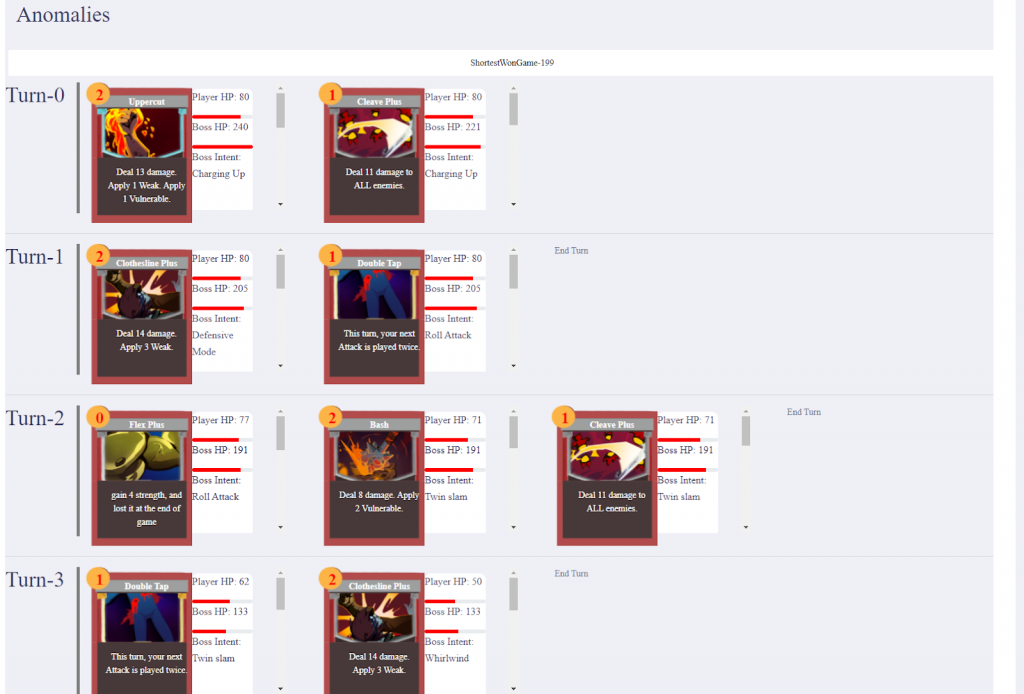 Anomalies
ShortestWonGame-199
Turn-0
2
Uppercut
Deal 13 damage.
Apply 1 Weak. Apply
1 Vulnerable.
Player HP: 80
Boss HP: 240
Boss Intent:
Charging Up
1
Cleave Plus
Deal 11 damage to
ALL enemies.
Player HP: 80
Boss HP: 221
Boss Intent:
Charging Up
Turn-1
2
Clothesline Plus
Deal 14 damage.
Apply 3 Weak.
Player HP: 80
Boss HP: 205
Boss Intent:
Defensive
Mode
1
Double Tap
This turn, your next
Attack is played twice.
Player HP: 80
Boss HP: 205
Boss Intent:
Roll Attack
End Turn
Turn-2
0
Flex Plus
gain 4 strength, and
lost it at the end of
game
Player HP: 77
Boss HP: 191
Boss Intent:
Roll Attack
2
Bash
Deal 8 damage. Apply
2 Vulnerable.
Player HP: 71
Boss HP: 191
Boss Intent:
Twin slam
1
Cleave Plus
Deal 11 damage to
ALL enemies.
Player HP: 71
Boss HP: 191
Boss Intent:
Twin slam
End Turn
Turn-3
1
Double Tap
This turn, your next
Attack is played twice.
Player HP: 62
Boss HP: 133
Boss Intent:
Twin slam
2
Clothesline Plus
Deal 14 damage.
Apply 3 Weak.
Player HP: 50
Boss HP: 133
Boss Intent:
Whirlwind
End Turn